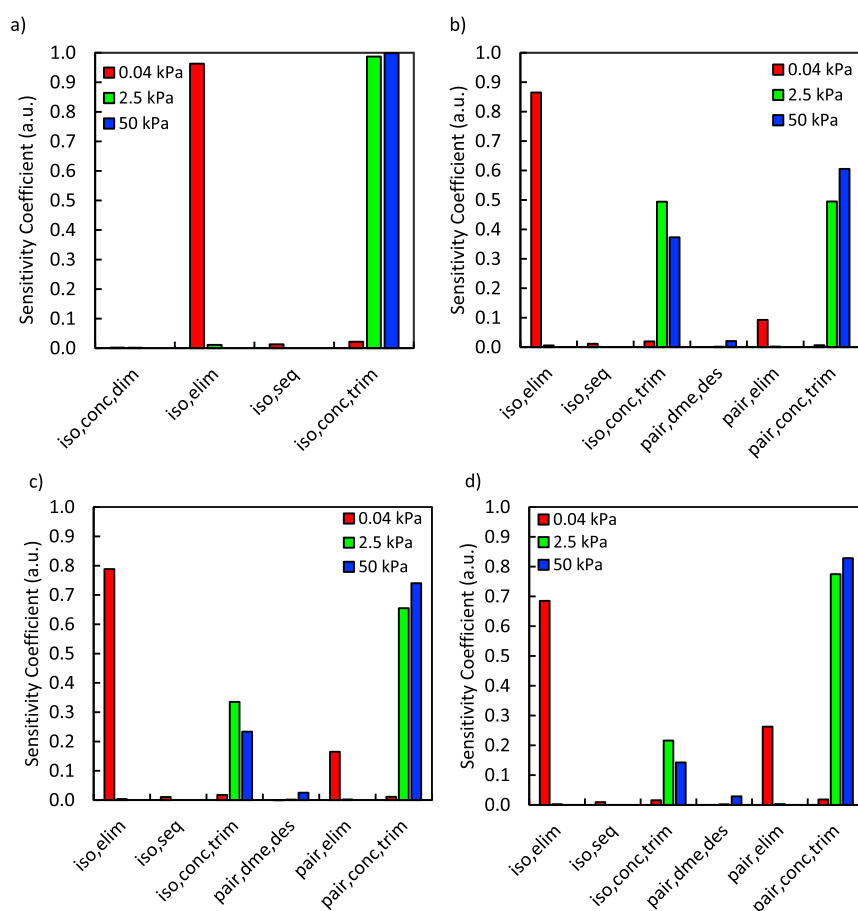 a)
Sensitivity Coefficient (a.u.)
1.0
0.9
0.8
0.7
0.6
0.5
0.4
0.3
0.2
0.1
0.0
0.04 kPa
2.5 kPa
50 kPa
iso,conc,dim
iso,elim
iso,seq
iso,conc,trim
b)
Sensitivity Coefficient (a.u.)
1.0
0.9
0.8
0.7
0.6
0.5
0.4
0.3
0.2
0.1
0.0
0.04 kPa
2.5 kPa
50 kPa
iso,elim
iso,seq
iso,conc,trim
pair,dme,des
pair,elim
pair,conc,trim
c)
Sensitivity Coefficient (a.u.)
1.0
0.9
0.8
0.7
0.6
0.5
0.4
0.3
0.2
0.1
0.0
0.04 kPa
2.5 kPa
50 kPa
iso,elim
iso,seq
iso,conc,trim
pair,dme,des
pair,elim
pair,conc,trim
d)
Sensitivity Coefficient (a.u.)
1.0
0.9
0.8
0.7
0.6
0.5
0.4
0.3
0.2
0.1
0.0
0.04 kPa
2.5 kPa
50 kPa
iso,elim
iso,seq
iso,conc,trim
pair,dme,des
pair,elim
pair,conc,trim